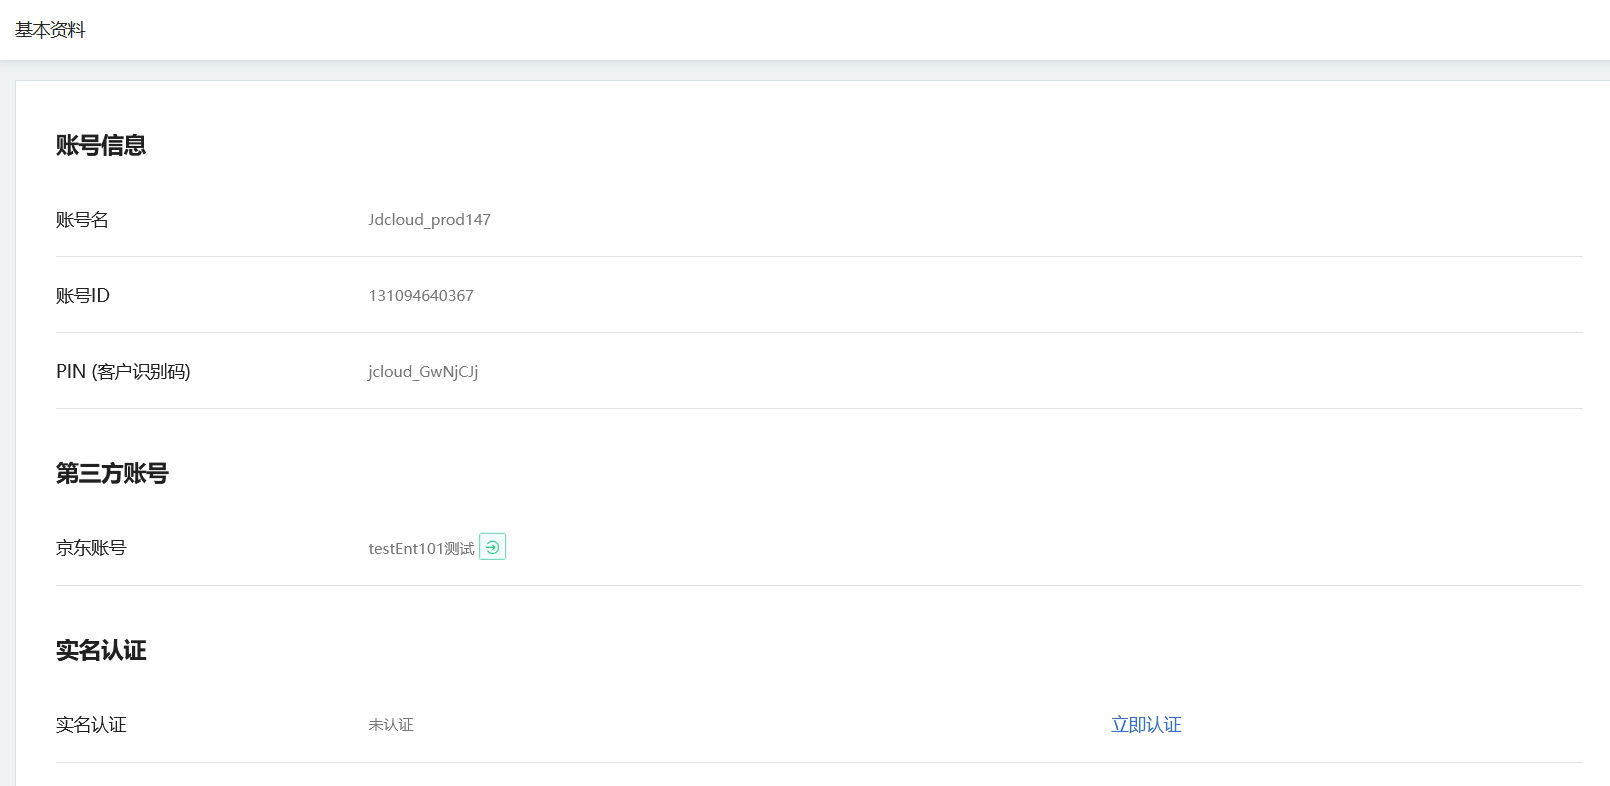 基本资料
账号信息
账号名 Jdcloud_prod147
账号ID 131094640367
PIN (客户识别码) jcloud_GwNjCJj
第三方账号
京东账号 testEnt101测试
实名认证
实名认证 未认证 立即认证